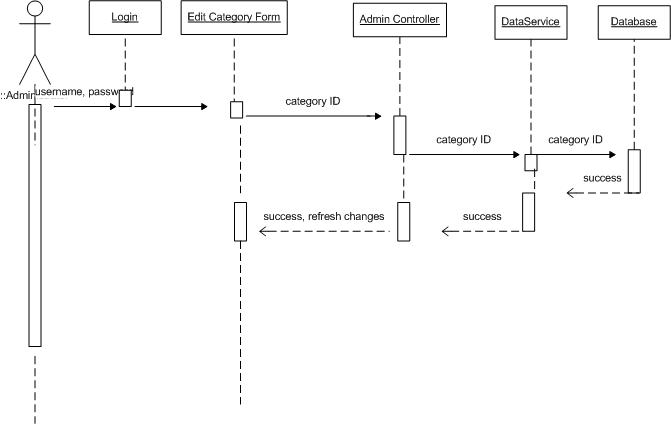 Login
Edit Category Form
Admin Controller
DataService
Database
::Admin
username, password
category ID
category ID
category ID
success
success, refresh changes
success